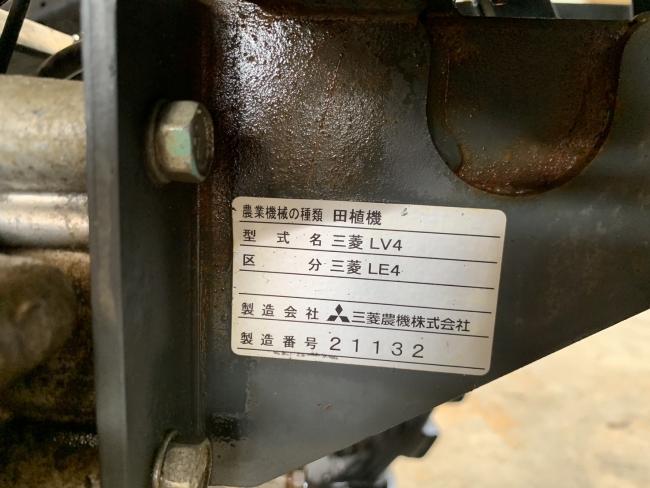 農業機械の種類 田植機
型式名 三菱 LV4
区分 三菱 LE4
製造会社 三菱農機株式会社
製造番号 21132